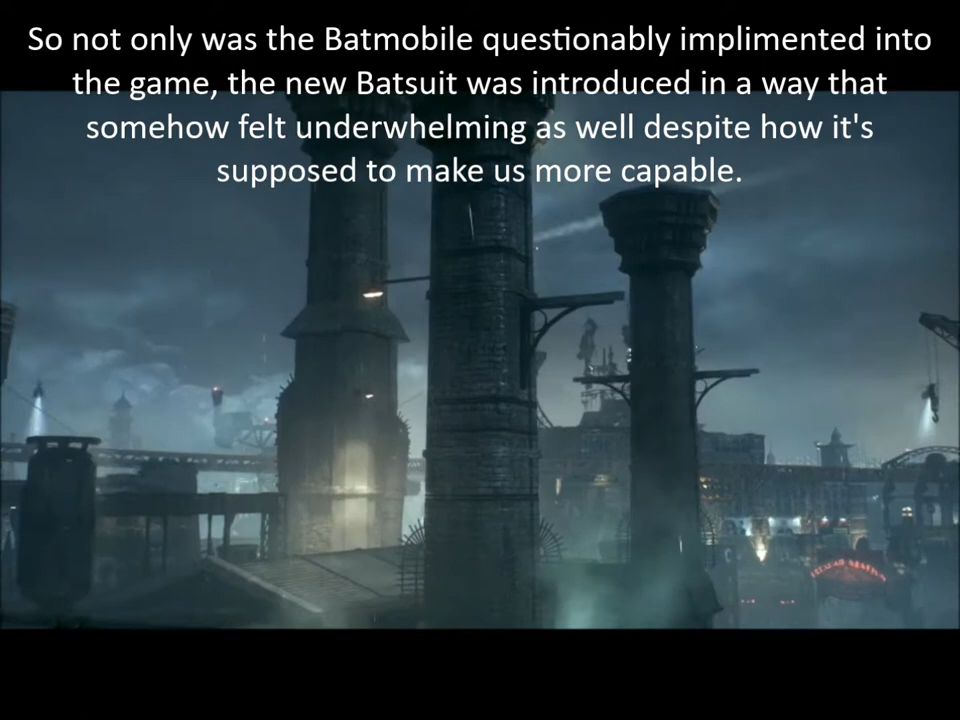 So not only was the Batmobile questionably implimented into
the game, the new Batsuit was introduced in a way that
somehow felt underwhelming as well despite how it's
supposed to make us more capable.